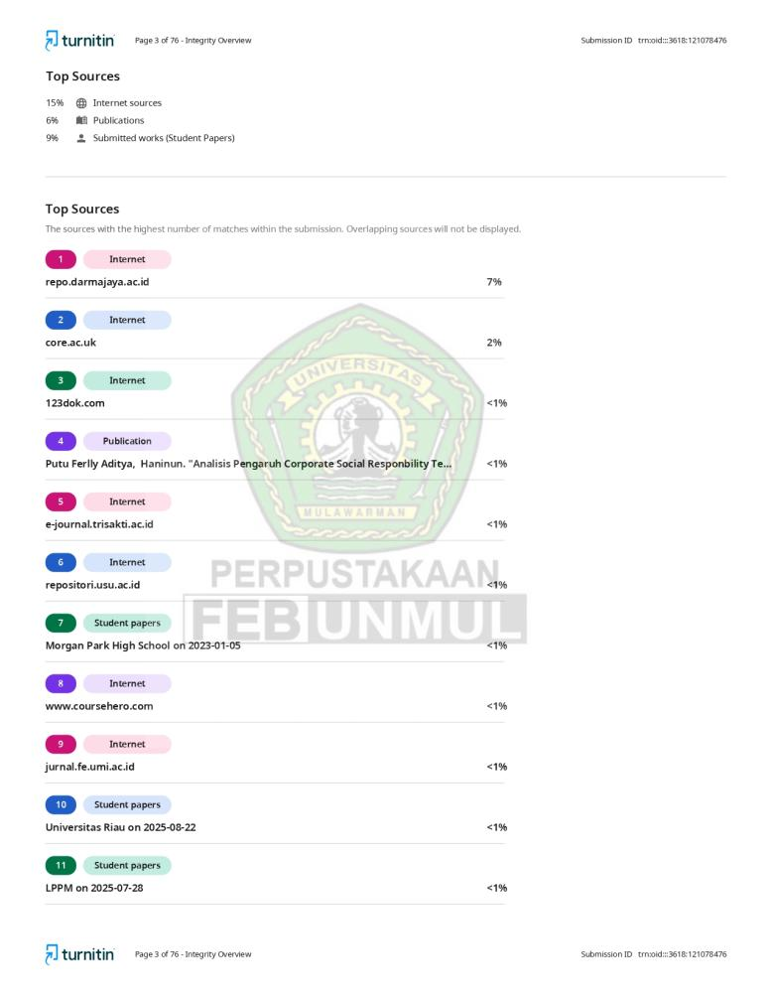 turnitin Page 3 of 76 - Integrity Overview Submission ID trn:oid:::3618:121078476
Top Sources
15% Internet sources
6% Publications
9% Submitted works (Student Papers)
Top Sources
The sources with the highest number of matches within the submission. Overlapping sources will not be displayed.
1 Internet
repo.darmajaya.ac.id 7%
2 Internet
core.ac.uk 2%
3 Internet
123dok.com <1%
4 Publication
Putu Ferlly Aditya, Haninun. "Analisis Pengaruh Corporate Social Responbility Te... <1%
5 Internet
e-journal.trisakti.ac.id <1%
6 Internet
repositori.usu.ac.id <1%
7 Student papers
Morgan Park High School on 2023-01-05 <1%
8 Internet
www.coursehero.com <1%
9 Internet
jurnal.fe.umi.ac.id <1%
10 Student papers
Universitas Riau on 2025-08-22 <1%
11 Student papers
LPPM on 2025-07-28 <1%
UNIVERSITAS
MULAWARMAN
PERPUSTAKAAN
FEB UNMUL
turnitin Page 3 of 76 - Integrity Overview Submission ID trn:oid:::3618:121078476